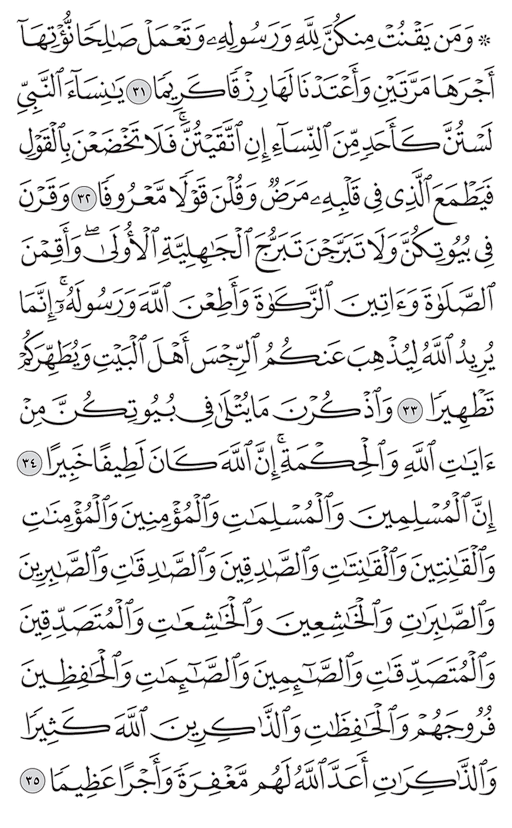 ۞ وَمَن يَقۡنُتۡ مِنكُنَّ لِلَّهِ وَرَسُولِهِۦ وَتَعۡمَلۡ صَٰلِحٗا نُّؤۡتِهَآ
أَجۡرَهَا مَرَّتَيۡنِ وَأَعۡتَدۡنَا لَهَا رِزۡقٗا كَرِيمٗا ٣١ يَٰنِسَآءَ ٱلنَّبِيِّ
لَسۡتُنَّ كَأَحَدٖ مِّنَ ٱلنِّسَآءِ إِنِ ٱتَّقَيۡتُنَّۚ فَلَا تَخۡضَعۡنَ بِٱلۡقَوۡلِ
فَيَطۡمَعَ ٱلَّذِي فِي قَلۡبِهِۦ مَرَضٞ وَقُلۡنَ قَوۡلٗا مَّعۡرُوفٗا ٣٢ وَقَرۡنَ
فِي بُيُوتِكُنَّ وَلَا تَبَرَّجۡنَ تَبَرُّجَ ٱلۡجَٰهِلِيَّةِ ٱلۡأُولَىٰۖ وَأَقِمۡنَ
ٱلصَّلَوٰةَ وَءَاتِينَ ٱلزَّكَوٰةَ وَأَطِعۡنَ ٱللَّهَ وَرَسُولَهُۥٓۚ إِنَّمَا
يُرِيدُ ٱللَّهُ لِيُذۡهِبَ عَنكُمُ ٱلرِّجۡسَ أَهۡلَ ٱلۡبَيۡتِ وَيُطَهِّرَكُمۡ
تَطۡهِيرٗا ٣٣ وَٱذۡكُرۡنَ مَا يُتۡلَىٰ فِي بُيُوتِكُنَّ مِنۡ
ءَايَٰتِ ٱللَّهِ وَٱلۡحِكۡمَةِۚ إِنَّ ٱللَّهَ كَانَ لَطِيفًا خَبِيرًا ٣٤
إِنَّ ٱلۡمُسۡلِمِينَ وَٱلۡمُسۡلِمَٰتِ وَٱلۡمُؤۡمِنِينَ وَٱلۡمُؤۡمِنَٰتِ
وَٱلۡقَٰنِتِينَ وَٱلۡقَٰنِتَٰتِ وَٱلصَّٰدِقِينَ وَٱلصَّٰدِقَٰتِ وَٱلصَّٰبِرِينَ
وَٱلصَّٰبِرَٰتِ وَٱلۡخَٰشِعِينَ وَٱلۡخَٰشِعَٰتِ وَٱلۡمُتَصَدِّقِينَ
وَٱلۡمُتَصَدِّقَٰتِ وَٱلصَّٰٓئِمِينَ وَٱلصَّٰٓئِمَٰتِ وَٱلۡحَٰفِظِينَ
فُرُوجَهُمۡ وَٱلۡحَٰفِظَٰتِ وَٱلذَّٰكِرِينَ ٱللَّهَ كَثِيرٗا
وَٱلذَّٰكِرَٰتِ أَعَدَّ ٱللَّهُ لَهُم مَّغۡفِرَةٗ وَأَجۡرًا عَظِيمٗا ٣٥